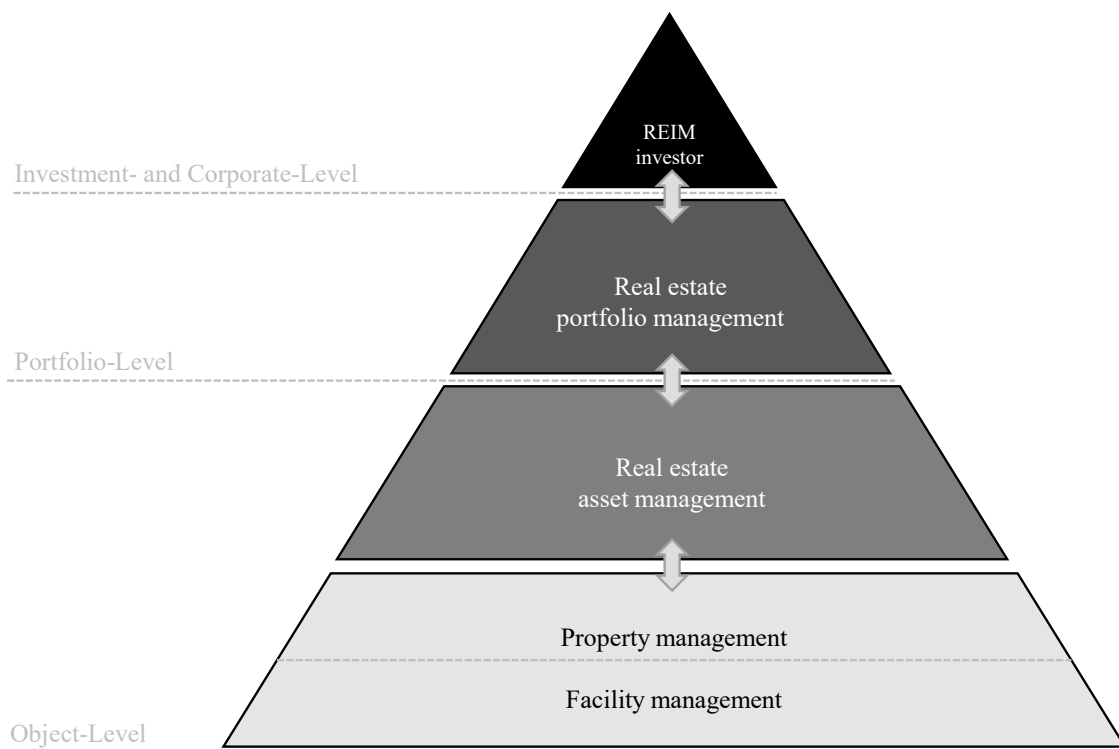 REIM
investor
Investment- and Corporate-Level
Real estate
portfolio management
Portfolio-Level
Real estate
asset management
Property management
Facility management
Object-Level